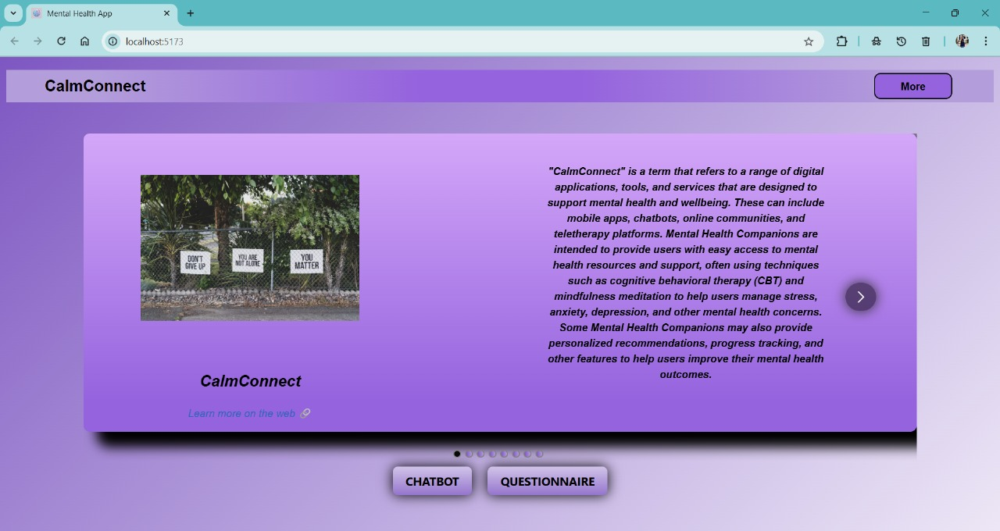 Mental Health App
localhost:5173
CalmConnect
More
DON'T
GIVE UP
YOU ARE
NOT ALONE
YOU
MATTER
CalmConnect
Learn more on the web 🔗
"CalmConnect" is a term that refers to a range of digital
applications, tools, and services that are designed to
support mental health and wellbeing. These can include
mobile apps, chatbots, online communities, and
teletherapy platforms. Mental Health Companions are
intended to provide users with easy access to mental
health resources and support, often using techniques
such as cognitive behavioral therapy (CBT) and
mindfulness meditation to help users manage stress,
anxiety, depression, and other mental health concerns.
Some Mental Health Companions may also provide
personalized recommendations, progress tracking, and
other features to help users improve their mental health
outcomes.
CHATBOT
QUESTIONNAIRE